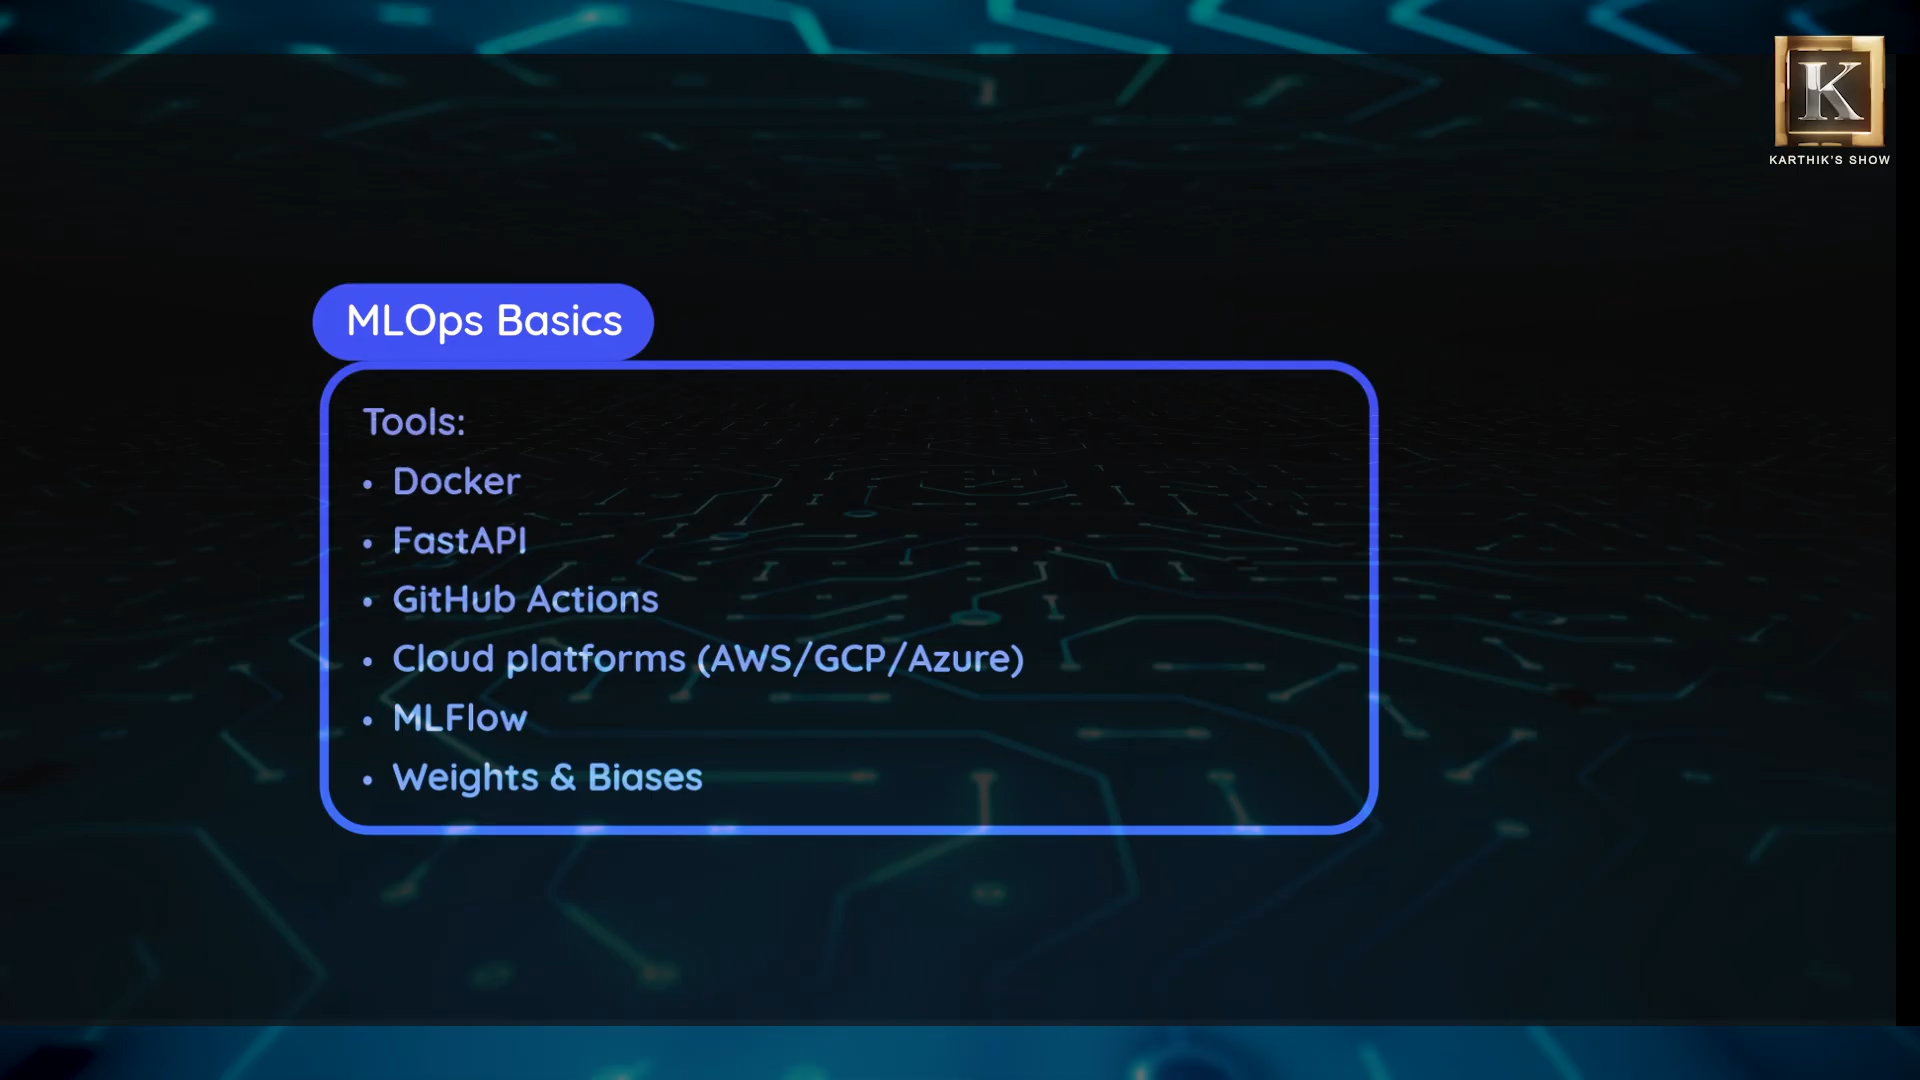 K
KARTHIK'S SHOW
MLOps Basics
Tools:
• Docker
• FastAPI
• GitHub Actions
• Cloud platforms (AWS/GCP/Azure)
• MLFlow
• Weights & Biases